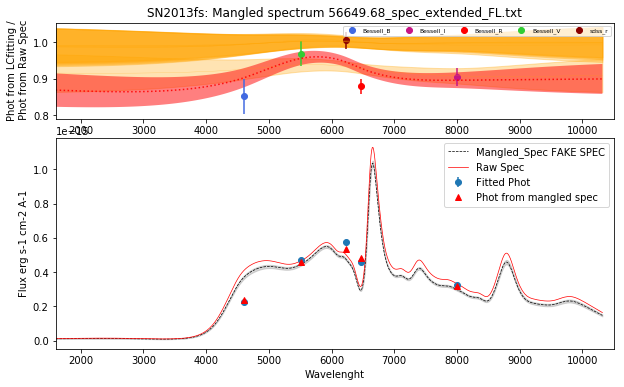 SN2013fs: Mangled spectrum 56649.68_spec_extended_FL.txt
Phot from LCfitting /
Phot from Raw Spec
Bessell_B Bessell_I Bessell_R Bessell_V sdss_r
1.0
0.9
0.8
2000 3000 4000 5000 6000 7000 8000 9000 10000
1e−15
Flux erg s-1 cm-2 A-1
Mangled_Spec FAKE SPEC
Raw Spec
Fitted Phot
Phot from mangled spec
1.0
0.8
0.6
0.4
0.2
0.0
2000 3000 4000 5000 6000 7000 8000 9000 10000
Wavelenght